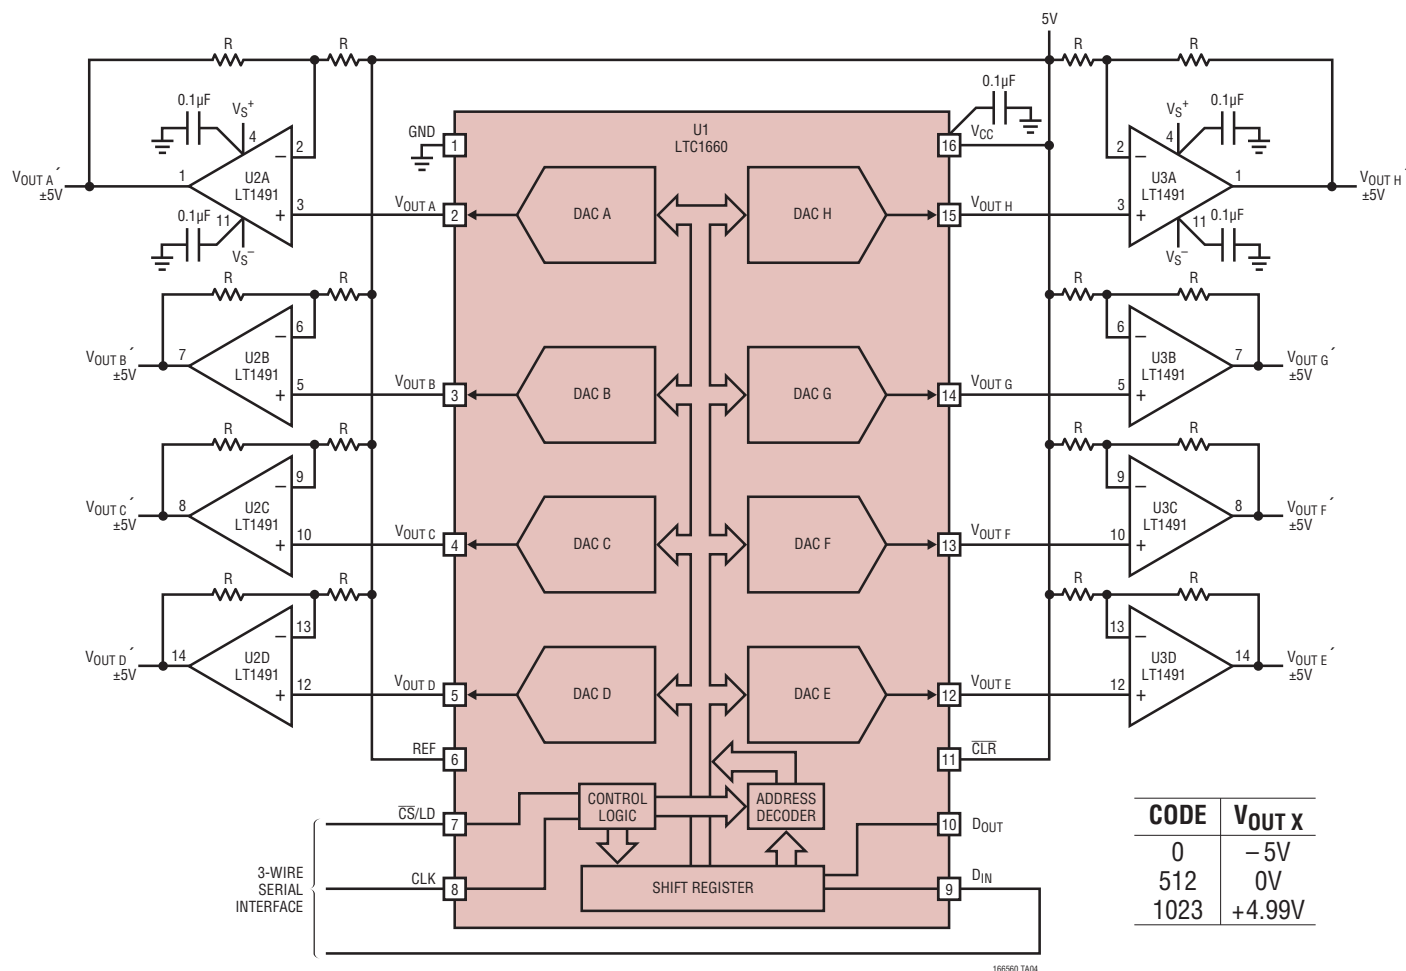 5V
R R R R
0.1µF VS+ 4 0.1µF VS+ 4 0.1µF
GND 1 U1 LTC1660 16 VCC
2 − U2A LT1491 1 VOUT A´ ±5V
3 + VOUT A 2 DAC A DAC H 15 VOUT H 3 +
2 − U3A LT1491 1 VOUT H´ ±5V
0.1µF 11 VS− 11 VS− 0.1µF
R R R R
6 − U2B LT1491 7 VOUT B´ ±5V
5 + VOUT B 3 DAC B DAC G 14 VOUT G 5 +
6 − U3B LT1491 7 VOUT G´ ±5V
R R R R
9 − U2C LT1491 8 VOUT C´ ±5V
10 + VOUT C 4 DAC C DAC F 13 VOUT F 10 +
9 − U3C LT1491 8 VOUT F´ ±5V
R R R R
13 − U2D LT1491 14 VOUT D´ ±5V
12 + VOUT D 5 DAC D DAC E 12 VOUT E 12 +
13 − U3D LT1491 14 VOUT E´ ±5V
REF 6 11 CLR
CS/LD 7 CONTROL LOGIC ADDRESS DECODER 10 DOUT
3-WIRE
SERIAL
INTERFACE
CLK 8 SHIFT REGISTER 9 DIN
CODE VOUT X
0 −5V
512 0V
1023 +4.99V
166560 TA04